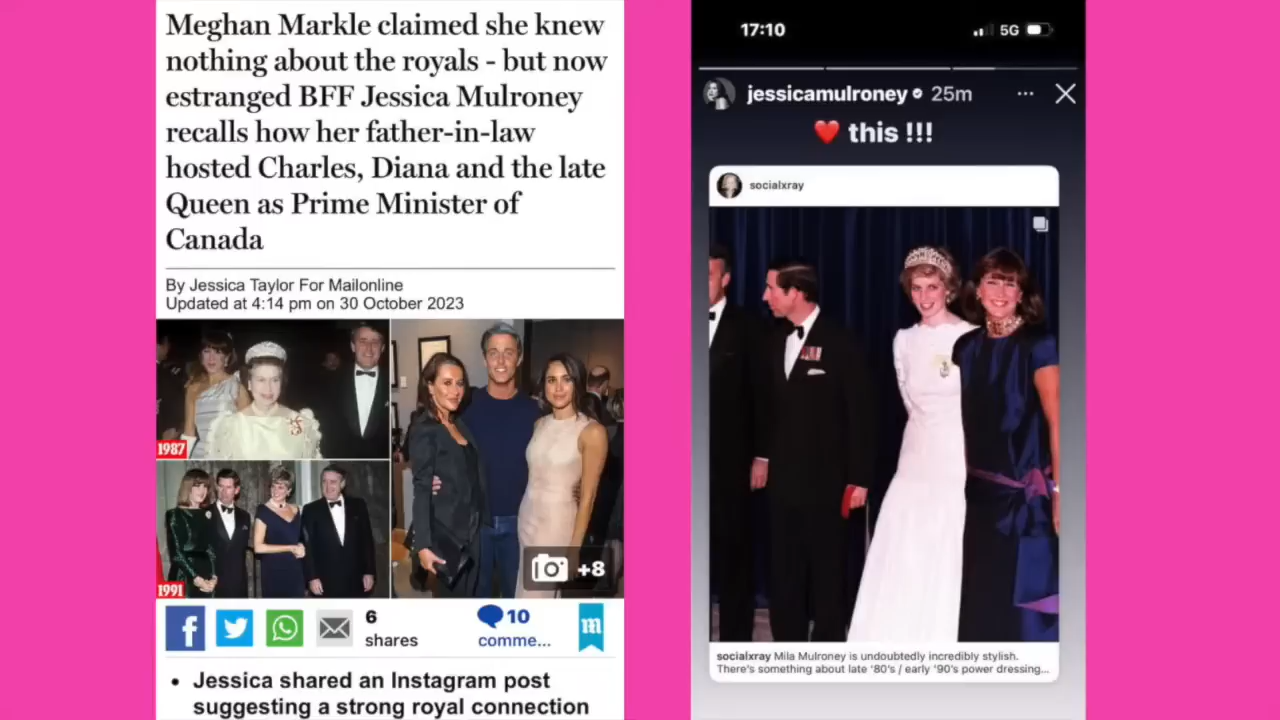 Meghan Markle claimed she knew
nothing about the royals - but now
estranged BFF Jessica Mulroney
recalls how her father-in-law
hosted Charles, Diana and the late
Queen as Prime Minister of
Canada
By Jessica Taylor For Mailonline
Updated at 4:14 pm on 30 October 2023
1987
1991
+8
6
shares
10
comme...
m
• Jessica shared an Instagram post
suggesting a strong royal connection
17:10
5G
jessicamulroney 25m
❤️ this !!!
socialxray
socialxray Mila Mulroney is undoubtedly incredibly stylish.
There's something about late '80's / early '90's power dressing...